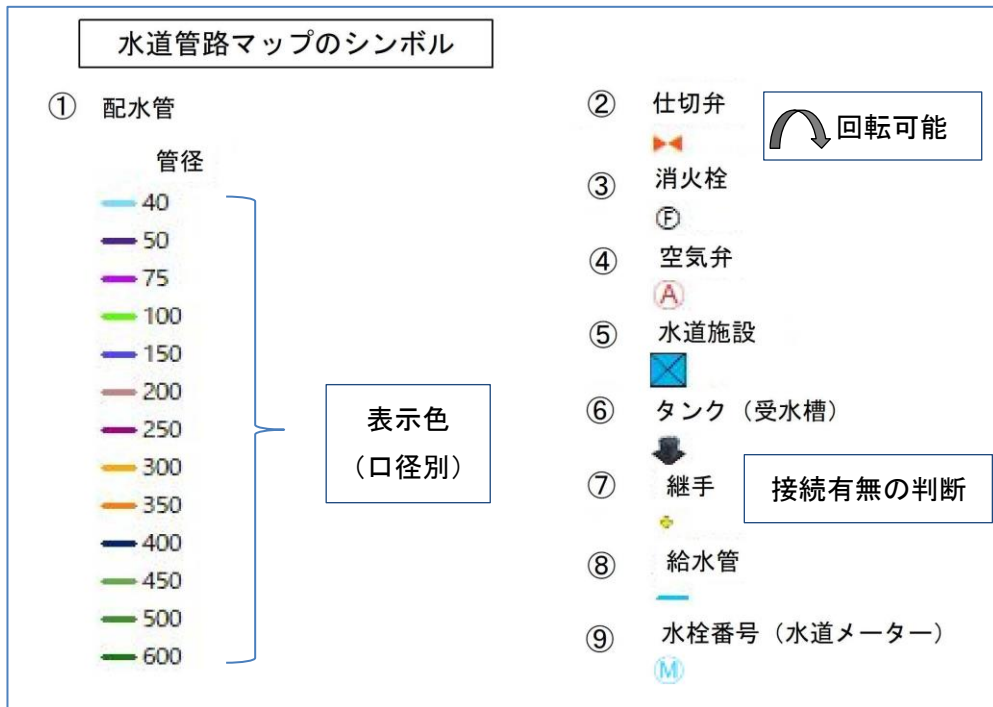 水道管路マップのシンボル
① 配水管
管径
40
50
75
100
150
200
250
300
350
400
450
500
600
表示色
（口径別）
② 仕切弁
回転可能
③ 消火栓
F
④ 空気弁
A
⑤ 水道施設
⑥ タンク（受水槽）
⑦ 継手
接続有無の判断
⑧ 給水管
⑨ 水栓番号（水道メーター）
M